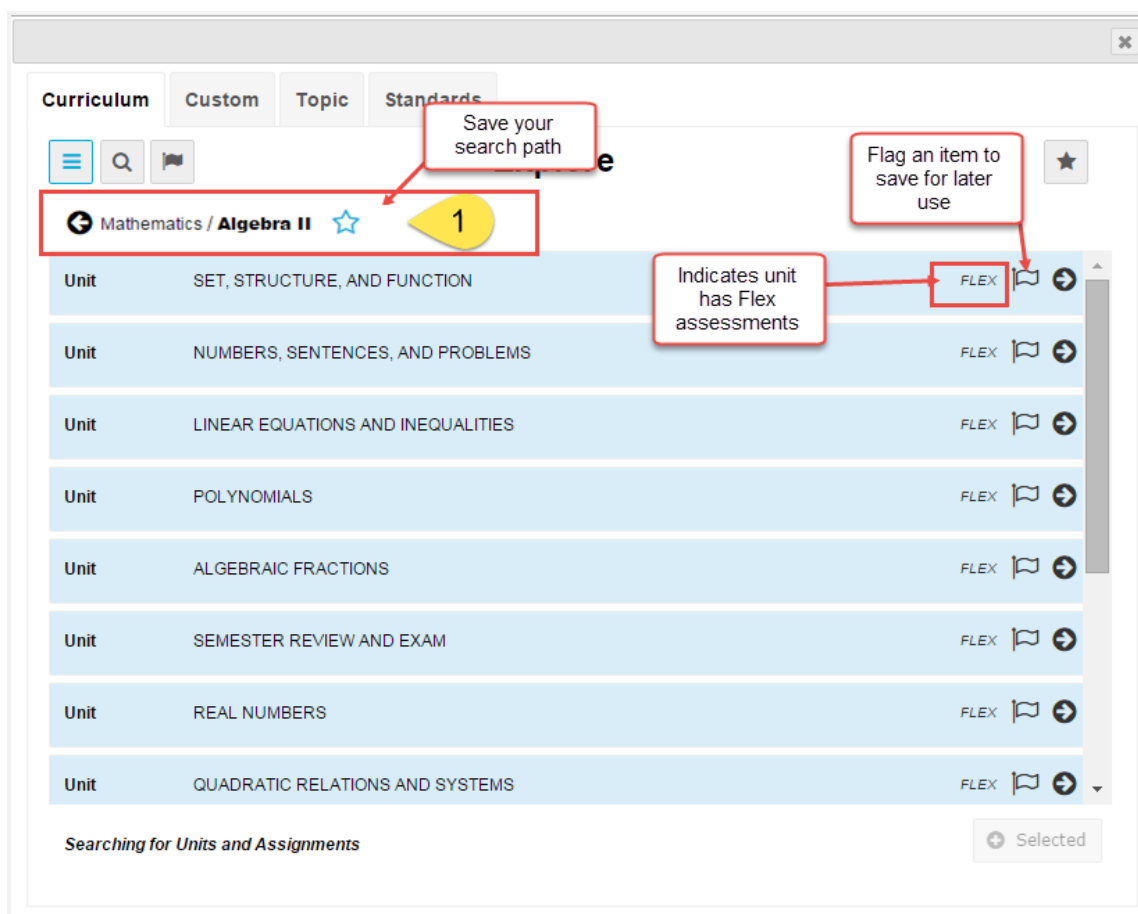 Curriculum Custom Topic Standards
Save your
search path
Flag an item to
save for later
use
Mathematics / Algebra II
1
Indicates unit
has Flex
assessments
Unit SET, STRUCTURE, AND FUNCTION FLEX
Unit NUMBERS, SENTENCES, AND PROBLEMS FLEX
Unit LINEAR EQUATIONS AND INEQUALITIES FLEX
Unit POLYNOMIALS FLEX
Unit ALGEBRAIC FRACTIONS FLEX
Unit SEMESTER REVIEW AND EXAM FLEX
Unit REAL NUMBERS FLEX
Unit QUADRATIC RELATIONS AND SYSTEMS FLEX
Searching for Units and Assignments Selected